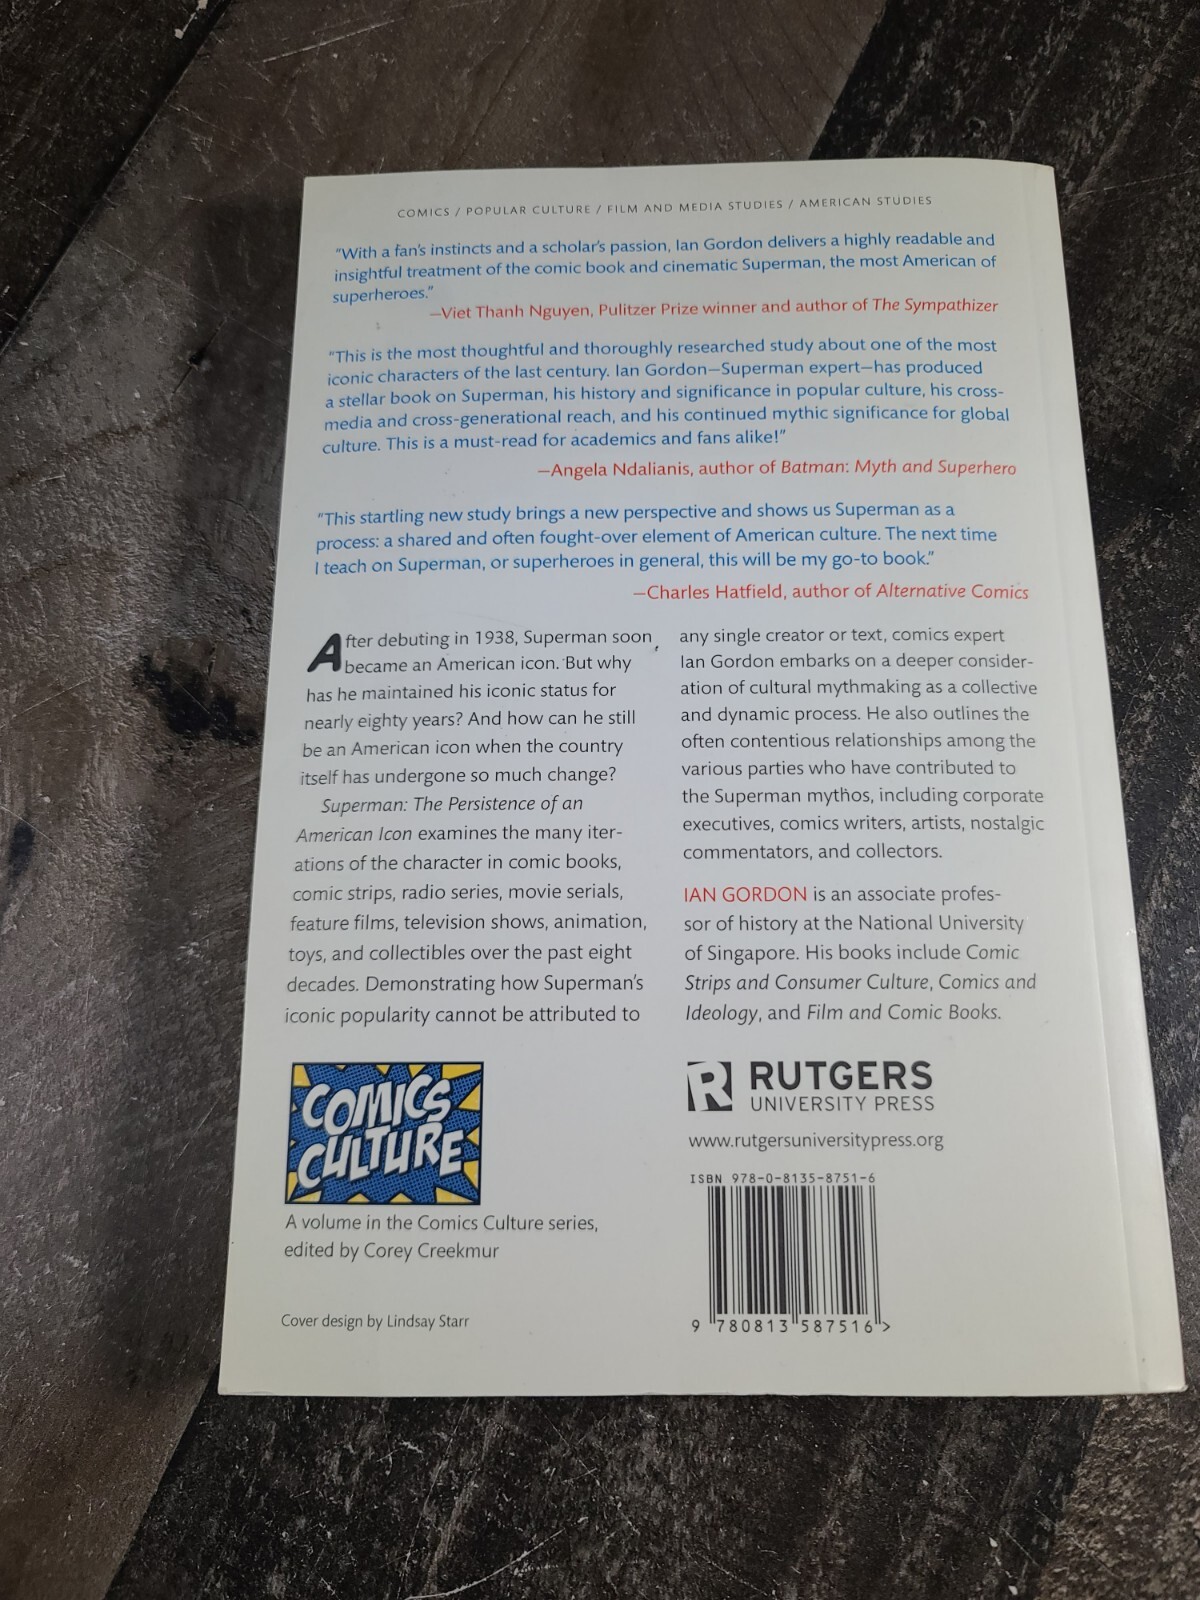 COMICS / POPULAR CULTURE / FILM AND MEDIA STUDIES / AMERICAN STUDIES
"With a fan's instincts and a scholar's passion, Ian Gordon delivers a highly readable and
insightful treatment of the comic book and cinematic Superman, the most American of
superheroes."
—Viet Thanh Nguyen, Pulitzer Prize winner and author of The Sympathizer
"This is the most thoughtful and thoroughly researched study about one of the most
iconic characters of the last century. Ian Gordon—Superman expert—has produced
a stellar book on Superman, his history and significance in popular culture, his cross-
media and cross-generational reach, and his continued mythic significance for global
culture. This is a must-read for academics and fans alike!"
—Angela Ndalianis, author of Batman: Myth and Superhero
"This startling new study brings a new perspective and shows us Superman as a
process: a shared and often fought-over element of American culture. The next time
I teach on Superman, or superheroes in general, this will be my go-to book."
—Charles Hatfield, author of Alternative Comics
After debuting in 1938, Superman soon
became an American icon. But why
has he maintained his iconic status for
nearly eighty years? And how can he still
be an American icon when the country
itself has undergone so much change?
Superman: The Persistence of an
American Icon examines the many iter-
ations of the character in comic books,
comic strips, radio series, movie serials,
feature films, television shows, animation,
toys, and collectibles over the past eight
decades. Demonstrating how Superman's
iconic popularity cannot be attributed to
any single creator or text, comics expert
Ian Gordon embarks on a deeper consider-
ation of cultural mythmaking as a collective
and dynamic process. He also outlines the
often contentious relationships among the
various parties who have contributed to
the Superman mythos, including corporate
executives, comics writers, artists, nostalgic
commentators, and collectors.
IAN GORDON is an associate profes-
sor of history at the National University
of Singapore. His books include Comic
Strips and Consumer Culture, Comics and
Ideology, and Film and Comic Books.
COMICS
CULTURE
A volume in the Comics Culture series,
edited by Corey Creekmur
Cover design by Lindsay Starr
R RUTGERS
UNIVERSITY PRESS
www.rutgersuniversitypress.org
ISBN 978-0-8135-8751-6
9 780813 587516 >